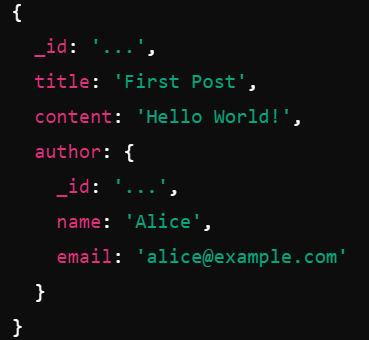 {
  _id: '...',
  title: 'First Post',
  content: 'Hello World!',
  author: {
    _id: '...',
    name: 'Alice',
    email: 'alice@example.com'
  }
}